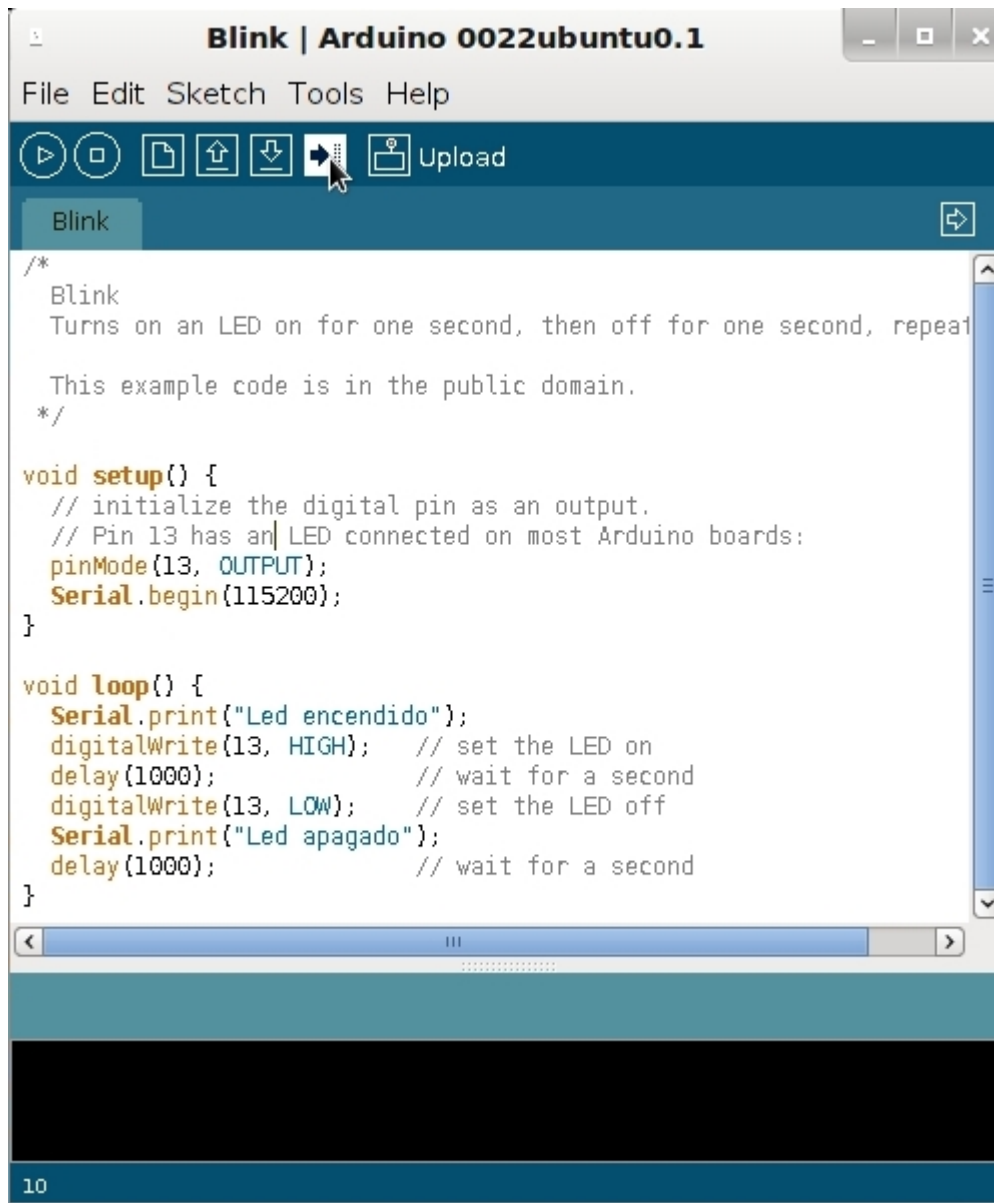 Blink | Arduino 0022ubuntu0.1
File Edit Sketch Tools Help
Upload
Blink
/*
  Blink
  Turns on an LED on for one second, then off for one second, repeat

  This example code is in the public domain.
 */

void setup() {
  // initialize the digital pin as an output.
  // Pin 13 has an LED connected on most Arduino boards:
  pinMode(13, OUTPUT);
  Serial.begin(115200);
}

void loop() {
  Serial.print("Led encendido");
  digitalWrite(13, HIGH);   // set the LED on
  delay(1000);              // wait for a second
  digitalWrite(13, LOW);    // set the LED off
  Serial.print("Led apagado");
  delay(1000);              // wait for a second
}
10